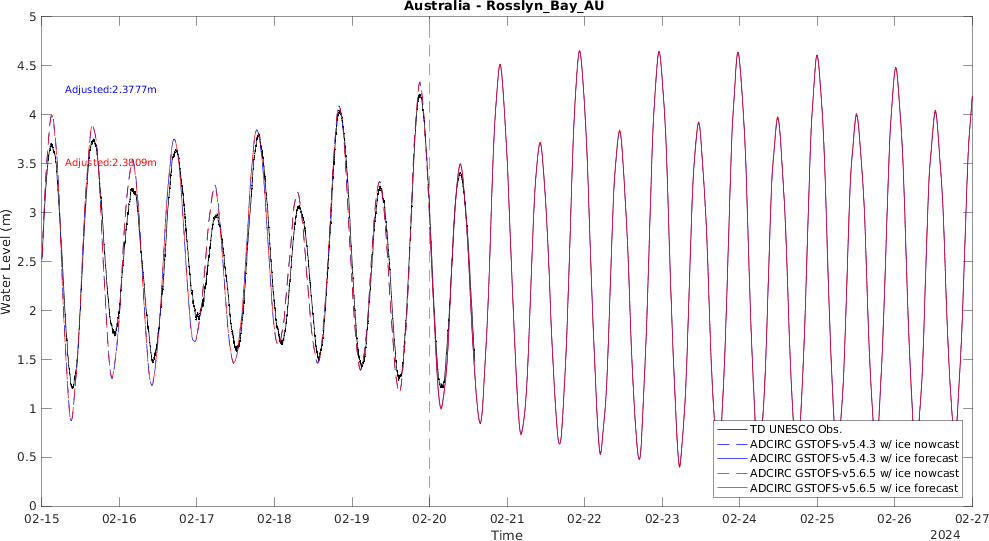 Australia - Rosslyn_Bay_AU
Water Level (m)
5
4.5
4
3.5
3
2.5
2
1.5
1
0.5
0
Adjusted:2.3777m
Adjusted:2.3809m
TD UNESCO Obs.
ADCIRC GSTOFS-v5.4.3 w/ ice nowcast
ADCIRC GSTOFS-v5.4.3 w/ ice forecast
ADCIRC GSTOFS-v5.6.5 w/ ice nowcast
ADCIRC GSTOFS-v5.6.5 w/ ice forecast
02-15 02-16 02-17 02-18 02-19 02-20 02-21 02-22 02-23 02-24 02-25 02-26 02-27
Time
2024